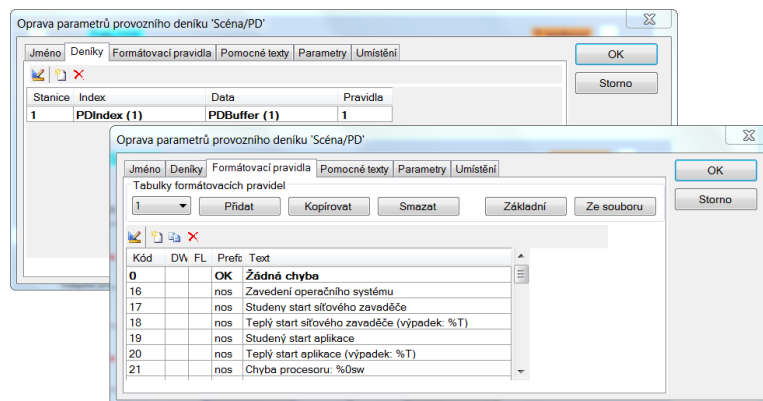 Oprava parametrů provozního deníku 'Scéna/PD'
Jméno Deníky Formátovací pravidla Pomocné texty Parametry Umístění
OK
Storno
Stanice Index Data Pravidla
1 PDIndex (1) PDBuffer (1) 1
Oprava parametrů provozního deníku 'Scéna/PD'
Jméno Deníky Formátovací pravidla Pomocné texty Parametry Umístění
OK
Storno
Tabulky formátovacích pravidel
1 Přidat Kopírovat Smazat Základní Ze souboru
Kód DW FL Prefix Text
0 OK Žádná chyba
16 nos Zavedení operačního systému
17 nos Studeny start síťového zavaděče
18 nos Teplý start síťového zavaděče (výpadek: %T)
19 nos Studený start aplikace
20 nos Teplý start aplikace (výpadek: %T)
21 nos Chyba procesoru: %0sw